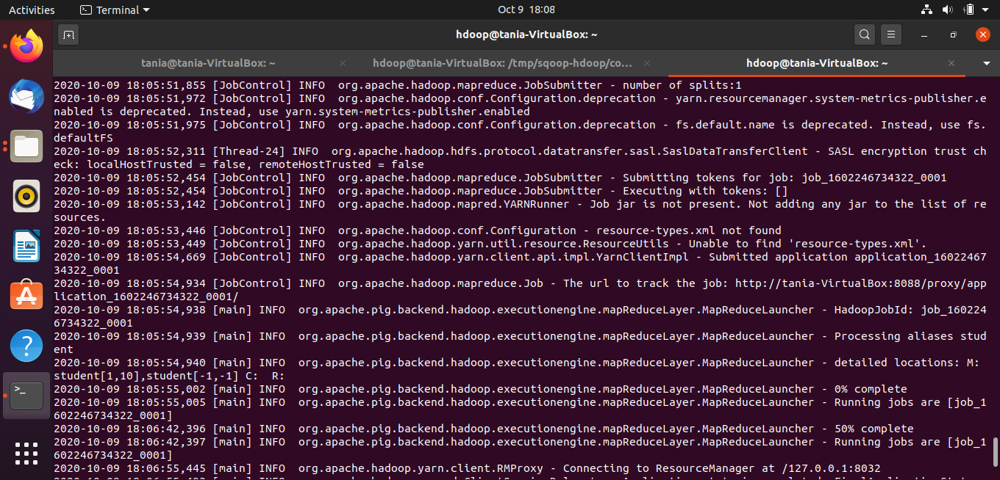 Activities
Terminal
Oct 9 18:08
hdoop@tania-VirtualBox: ~
tania@tania-VirtualBox: ~
hdoop@tania-VirtualBox: /tmp/sqoop-hdoop/co...
hdoop@tania-VirtualBox: ~
2020-10-09 18:05:51,855 [JobControl] INFO  org.apache.hadoop.mapreduce.JobSubmitter - number of splits:1
2020-10-09 18:05:51,972 [JobControl] INFO  org.apache.hadoop.conf.Configuration.deprecation - yarn.resourcemanager.system-metrics-publisher.e
nabled is deprecated. Instead, use yarn.system-metrics-publisher.enabled
2020-10-09 18:05:51,975 [JobControl] INFO  org.apache.hadoop.conf.Configuration.deprecation - fs.default.name is deprecated. Instead, use fs.
defaultFS
2020-10-09 18:05:52,311 [Thread-24] INFO  org.apache.hadoop.hdfs.protocol.datatransfer.sasl.SaslDataTransferClient - SASL encryption trust ch
eck: localHostTrusted = false, remoteHostTrusted = false
2020-10-09 18:05:52,454 [JobControl] INFO  org.apache.hadoop.mapreduce.JobSubmitter - Submitting tokens for job: job_1602246734322_0001
2020-10-09 18:05:52,454 [JobControl] INFO  org.apache.hadoop.mapreduce.JobSubmitter - Executing with tokens: []
2020-10-09 18:05:53,142 [JobControl] INFO  org.apache.hadoop.mapred.YARNRunner - Job jar is not present. Not adding any jar to the list of re
sources.
2020-10-09 18:05:53,446 [JobControl] INFO  org.apache.hadoop.conf.Configuration - resource-types.xml not found
2020-10-09 18:05:53,449 [JobControl] INFO  org.apache.hadoop.yarn.util.resource.ResourceUtils - Unable to find 'resource-types.xml'.
2020-10-09 18:05:54,669 [JobControl] INFO  org.apache.hadoop.yarn.client.api.impl.YarnClientImpl - Submitted application application_16022467
34322_0001
2020-10-09 18:05:54,934 [JobControl] INFO  org.apache.hadoop.mapreduce.Job - The url to track the job: http://tania-VirtualBox:8088/proxy/app
lication_1602246734322_0001/
2020-10-09 18:05:54,938 [main] INFO  org.apache.pig.backend.hadoop.executionengine.mapReduceLayer.MapReduceLauncher - HadoopJobId: job_160224
6734322_0001
2020-10-09 18:05:54,939 [main] INFO  org.apache.pig.backend.hadoop.executionengine.mapReduceLayer.MapReduceLauncher - Processing aliases stud
ent
2020-10-09 18:05:54,940 [main] INFO  org.apache.pig.backend.hadoop.executionengine.mapReduceLayer.MapReduceLauncher - detailed locations: M:
student[1,10],student[-1,-1] C:  R:
2020-10-09 18:05:55,002 [main] INFO  org.apache.pig.backend.hadoop.executionengine.mapReduceLayer.MapReduceLauncher - 0% complete
2020-10-09 18:05:55,005 [main] INFO  org.apache.pig.backend.hadoop.executionengine.mapReduceLayer.MapReduceLauncher - Running jobs are [job_1
602246734322_0001]
2020-10-09 18:06:42,396 [main] INFO  org.apache.pig.backend.hadoop.executionengine.mapReduceLayer.MapReduceLauncher - 50% complete
2020-10-09 18:06:42,397 [main] INFO  org.apache.pig.backend.hadoop.executionengine.mapReduceLayer.MapReduceLauncher - Running jobs are [job_1
602246734322_0001]
2020-10-09 18:06:55,445 [main] INFO  org.apache.hadoop.yarn.client.RMProxy - Connecting to ResourceManager at /127.0.0.1:8032